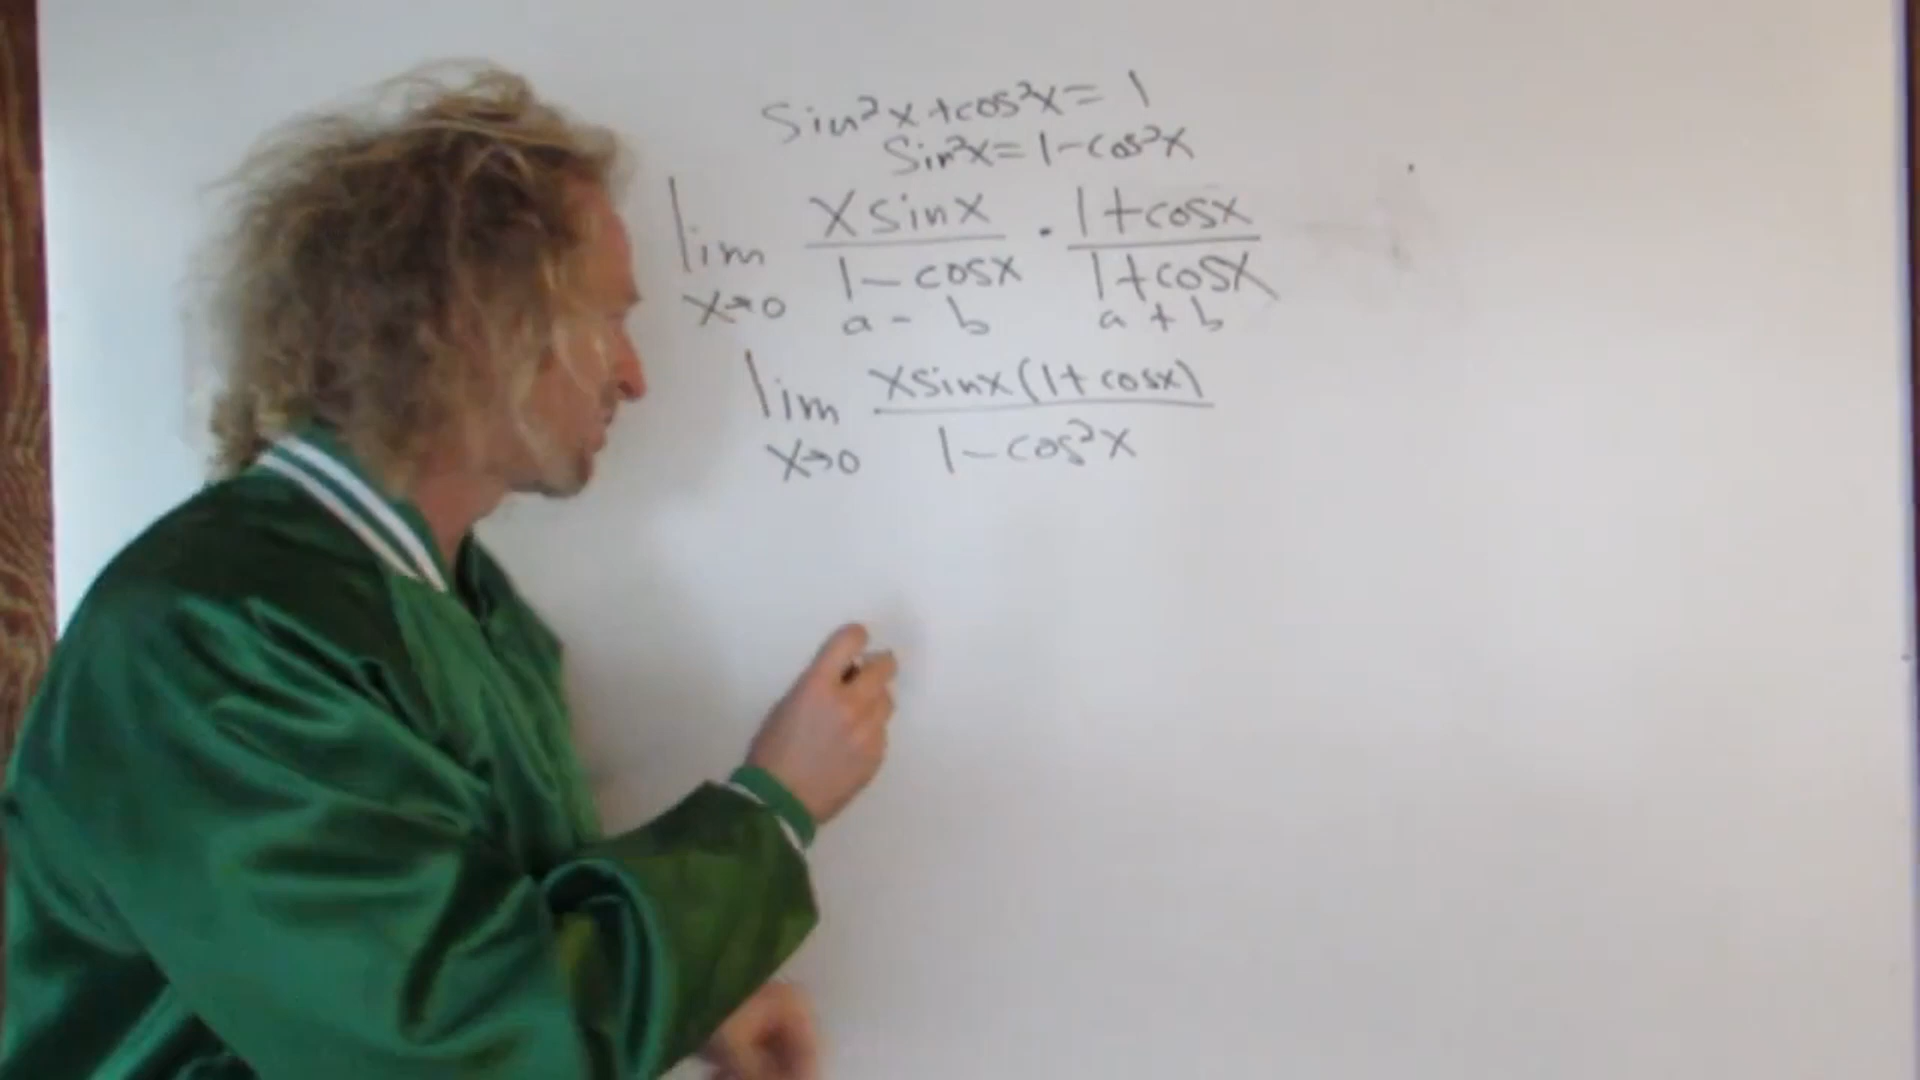 sin²x+cos²x=1
sin²x=1-cos²x
lim x→0 xsinx/1-cosx · 1+cosx/1+cosx
a - b a + b
lim x→0 xsinx(1+cosx)/1-cos²x